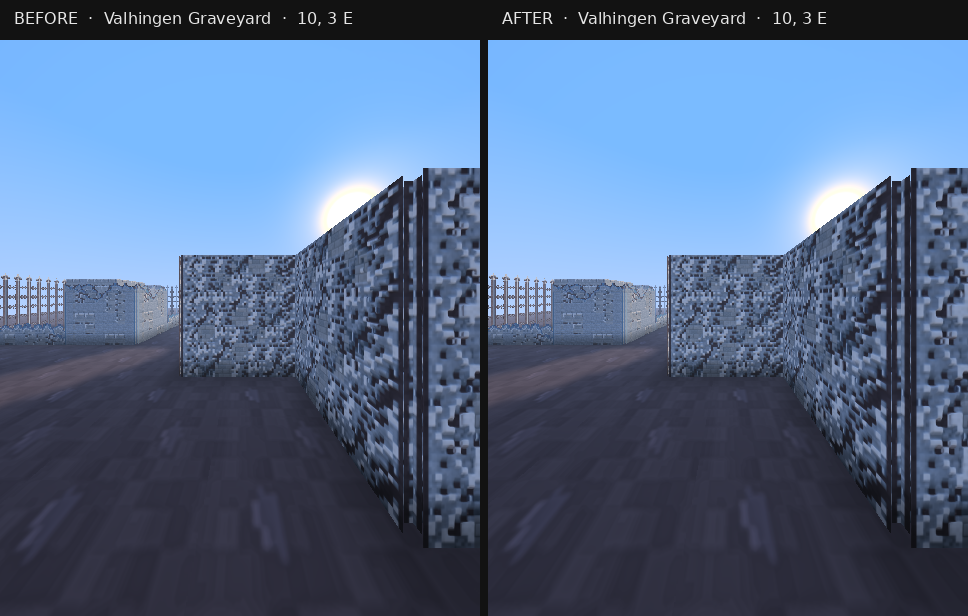 BEFORE · Valhingen Graveyard · 10, 3 E
AFTER · Valhingen Graveyard · 10, 3 E